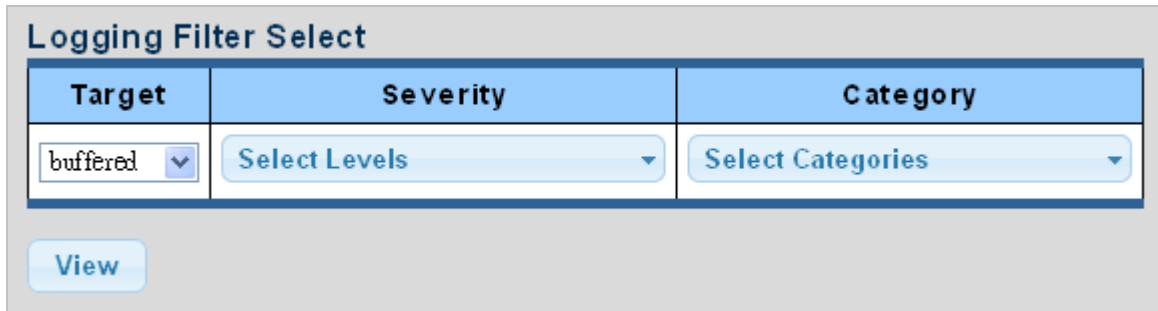 Logging Filter Select
Target Severity Category
buffered Select Levels Select Categories
View